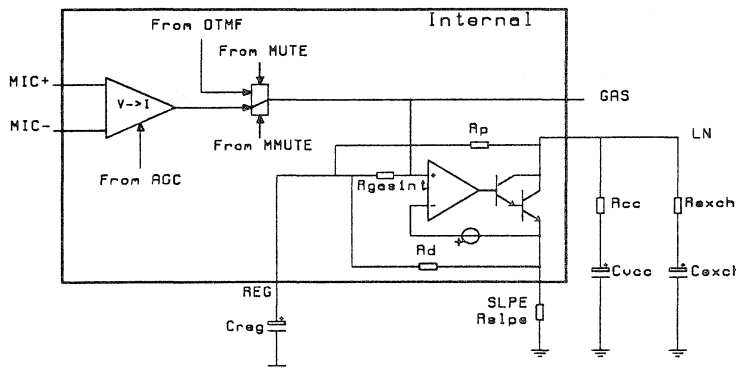 Internal
From DTMF
From MUTE
MIC+
V->I
GAS
MIC-
Rp
LN
From MMUTE
From AGC
Rgasint
+
-
Rcc
Rexch
+
Rd
+
+
Cvcc
Cexch
REG
SLPE
Rslpe
+
Creg